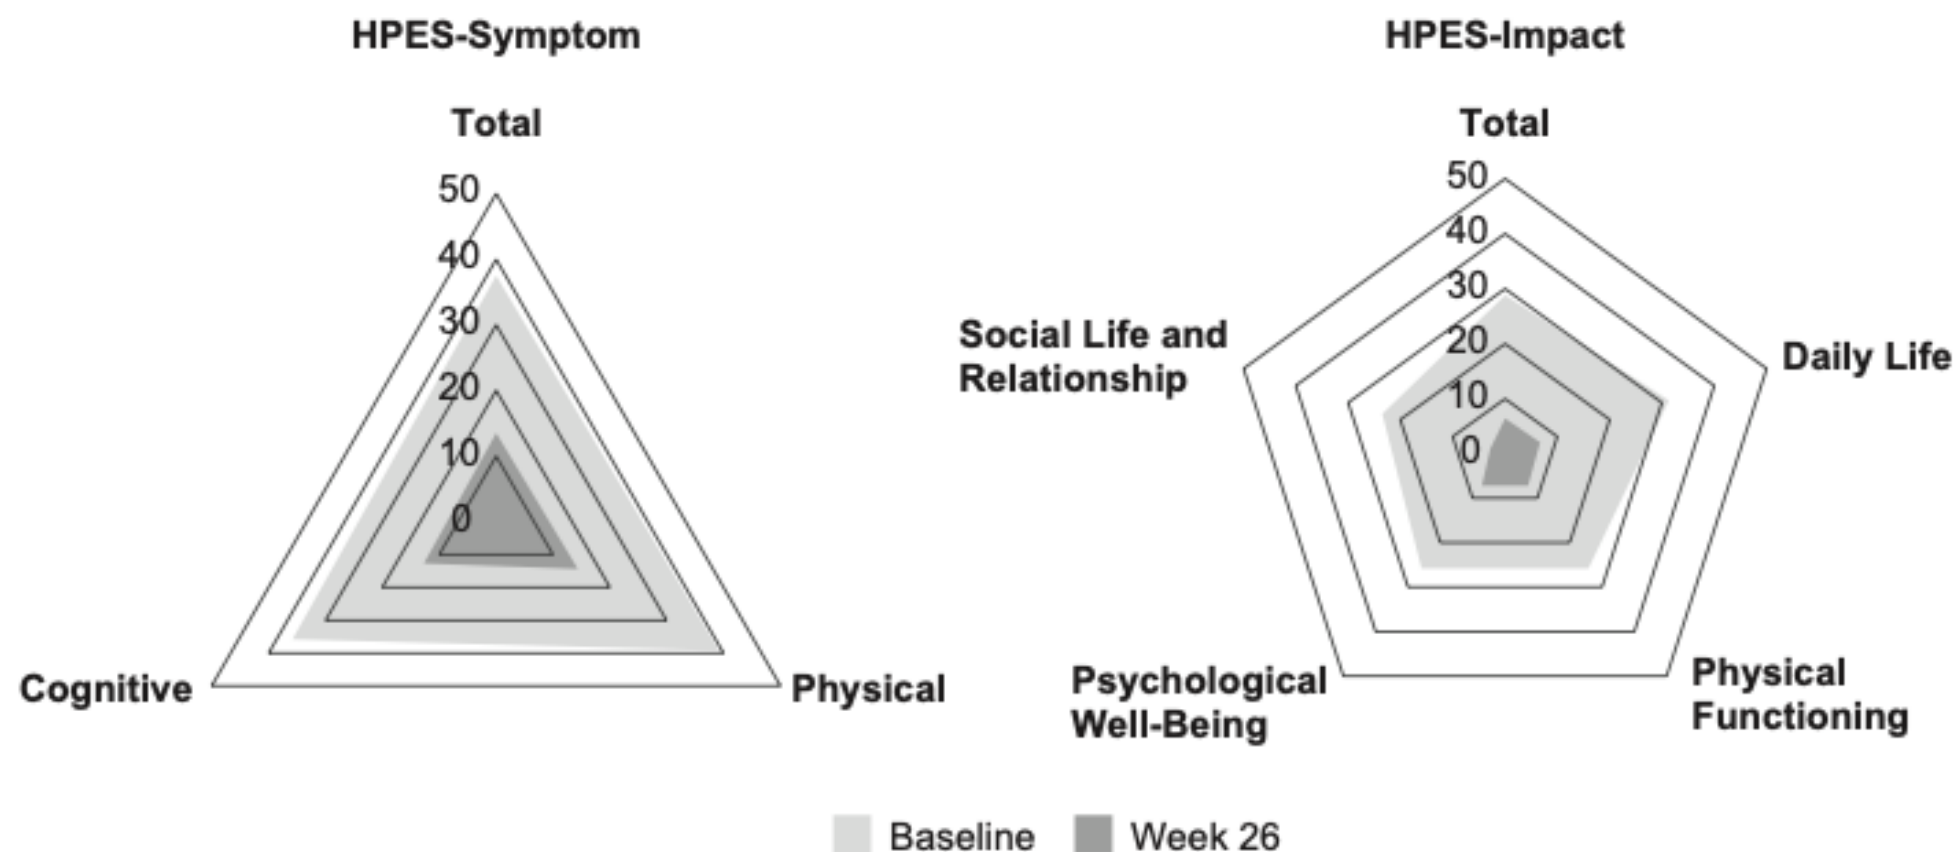 HPES-Symptom
Total
50
40
30
20
10
0
Cognitive
Physical
HPES-Impact
Total
50
40
30
20
10
0
Social Life and
Relationship
Daily Life
Psychological
Well-Being
Physical
Functioning
Baseline
Week 26